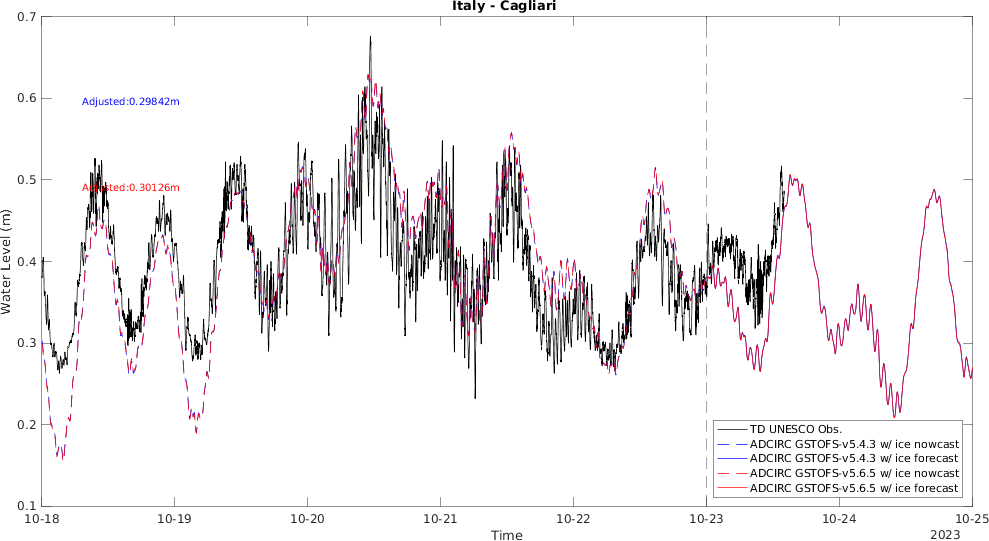 Italy - Cagliari
0.7
0.6
0.5
0.4
0.3
0.2
0.1
Water Level (m)
Adjusted:0.29842m
Adjusted:0.30126m
TD UNESCO Obs.
ADCIRC GSTOFS-v5.4.3 w/ ice nowcast
ADCIRC GSTOFS-v5.4.3 w/ ice forecast
ADCIRC GSTOFS-v5.6.5 w/ ice nowcast
ADCIRC GSTOFS-v5.6.5 w/ ice forecast
10-18 10-19 10-20 10-21 10-22 10-23 10-24 10-25
Time
2023